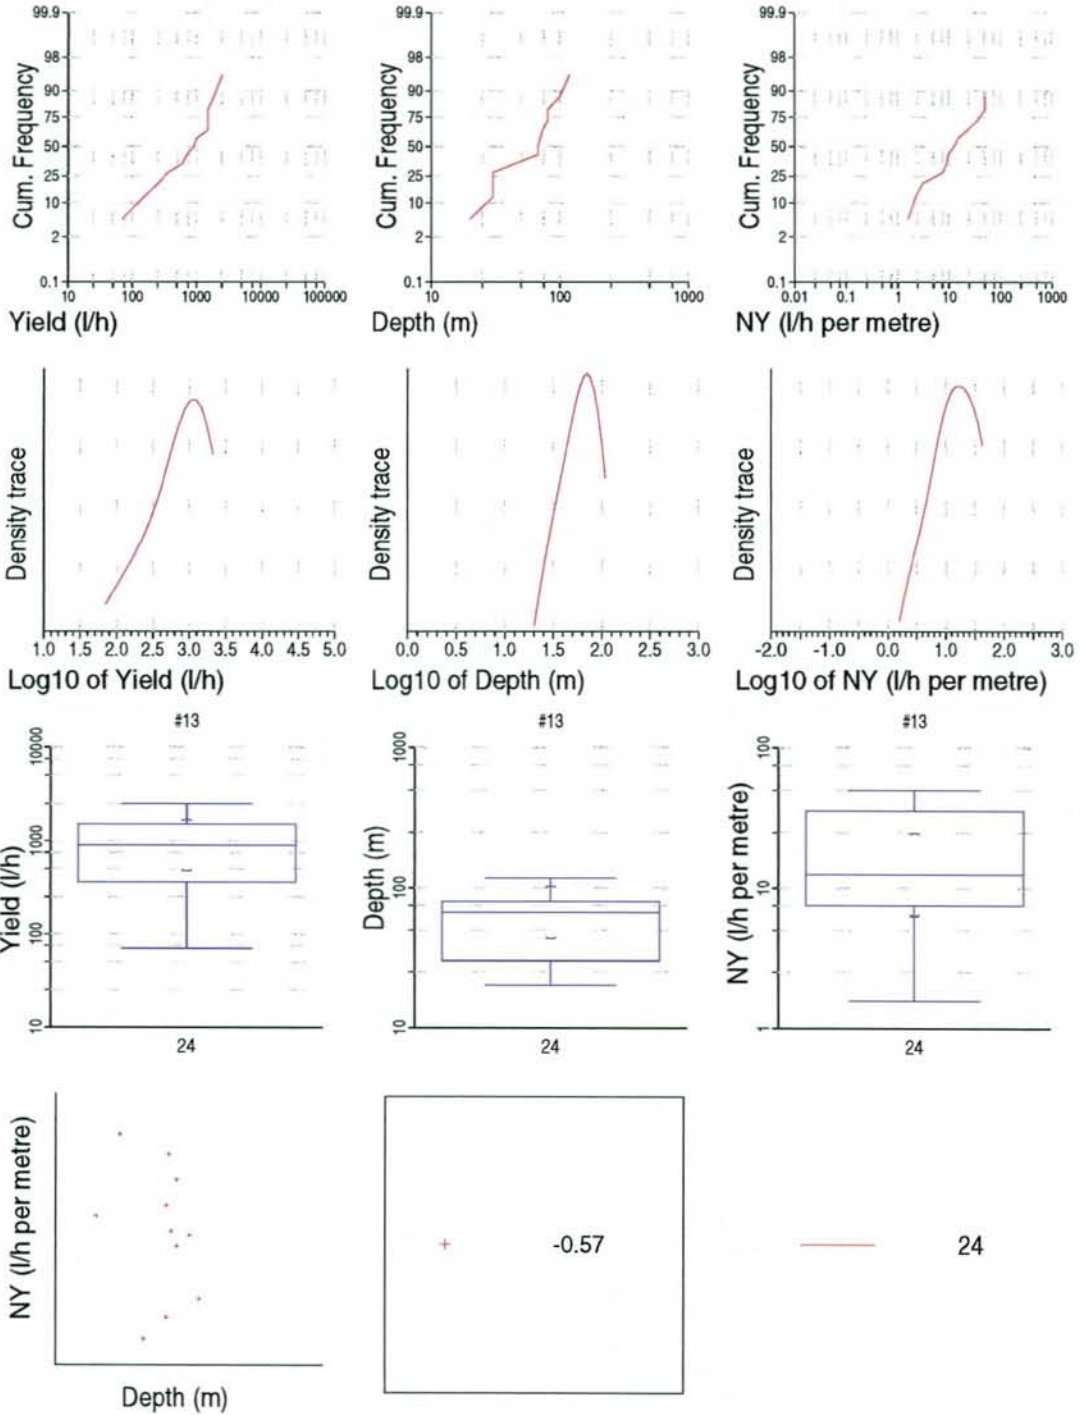 99.9 99.9 99.9
98 98 98
90 90 90
75 75 75
50 50 50
25 25 25
10 10 10
2 2 2
0.1 0.1 0.1
Cum. Frequency Cum. Frequency Cum. Frequency
10 100 1000 10000 100000 10 100 1000 0.01 0.1 1 10 100 1000
Yield (l/h) Depth (m) NY (l/h per metre)
Density trace Density trace Density trace
1.0 1.5 2.0 2.5 3.0 3.5 4.0 4.5 5.0 0.0 0.5 1.0 1.5 2.0 2.5 3.0 -2.0 -1.0 0.0 1.0 2.0 3.0
Log10 of Yield (l/h) Log10 of Depth (m) Log10 of NY (l/h per metre)
#13 #13 #13
10000 1000 100
1000 100 10
100
10 10 1
Yield (l/h) Depth (m) NY (l/h per metre)
24 24 24
NY (l/h per metre)
-0.57 24
Depth (m)